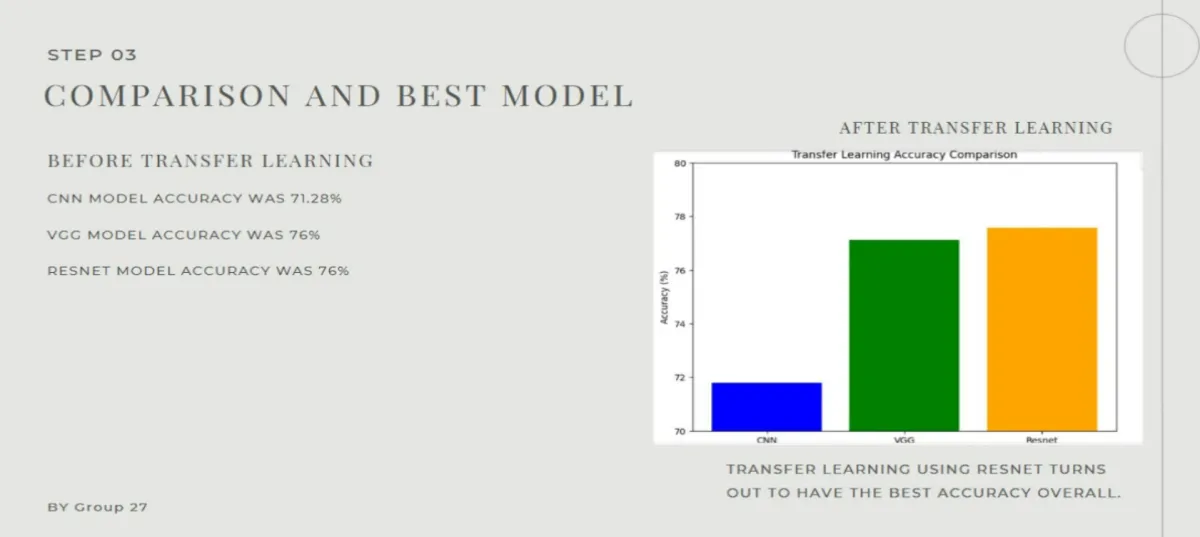 STEP 03
COMPARISON AND BEST MODEL
BEFORE TRANSFER LEARNING
CNN MODEL ACCURACY WAS 71.28%
VGG MODEL ACCURACY WAS 76%
RESNET MODEL ACCURACY WAS 76%
BY Group 27
AFTER TRANSFER LEARNING
Transfer Learning Accuracy Comparison
80
78
76
74
72
70
Accuracy (%)
CNN VGG Resnet
TRANSFER LEARNING USING RESNET TURNS
OUT TO HAVE THE BEST ACCURACY OVERALL.